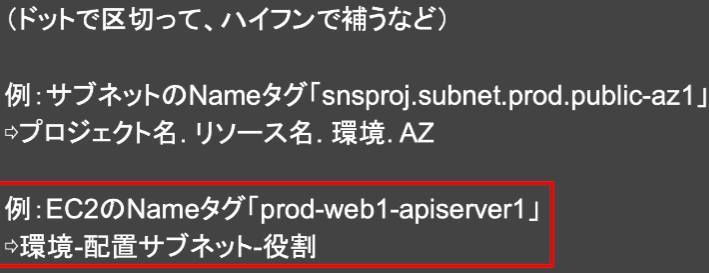 （ドットで区切って、ハイフンで補うなど）
例：サブネットのNameタグ「snsproj.subnet.prod.public-az1」
⇨プロジェクト名. リソース名. 環境. AZ
例：EC2のNameタグ「prod-web1-apiserver1」
⇨環境-配置サブネット-役割